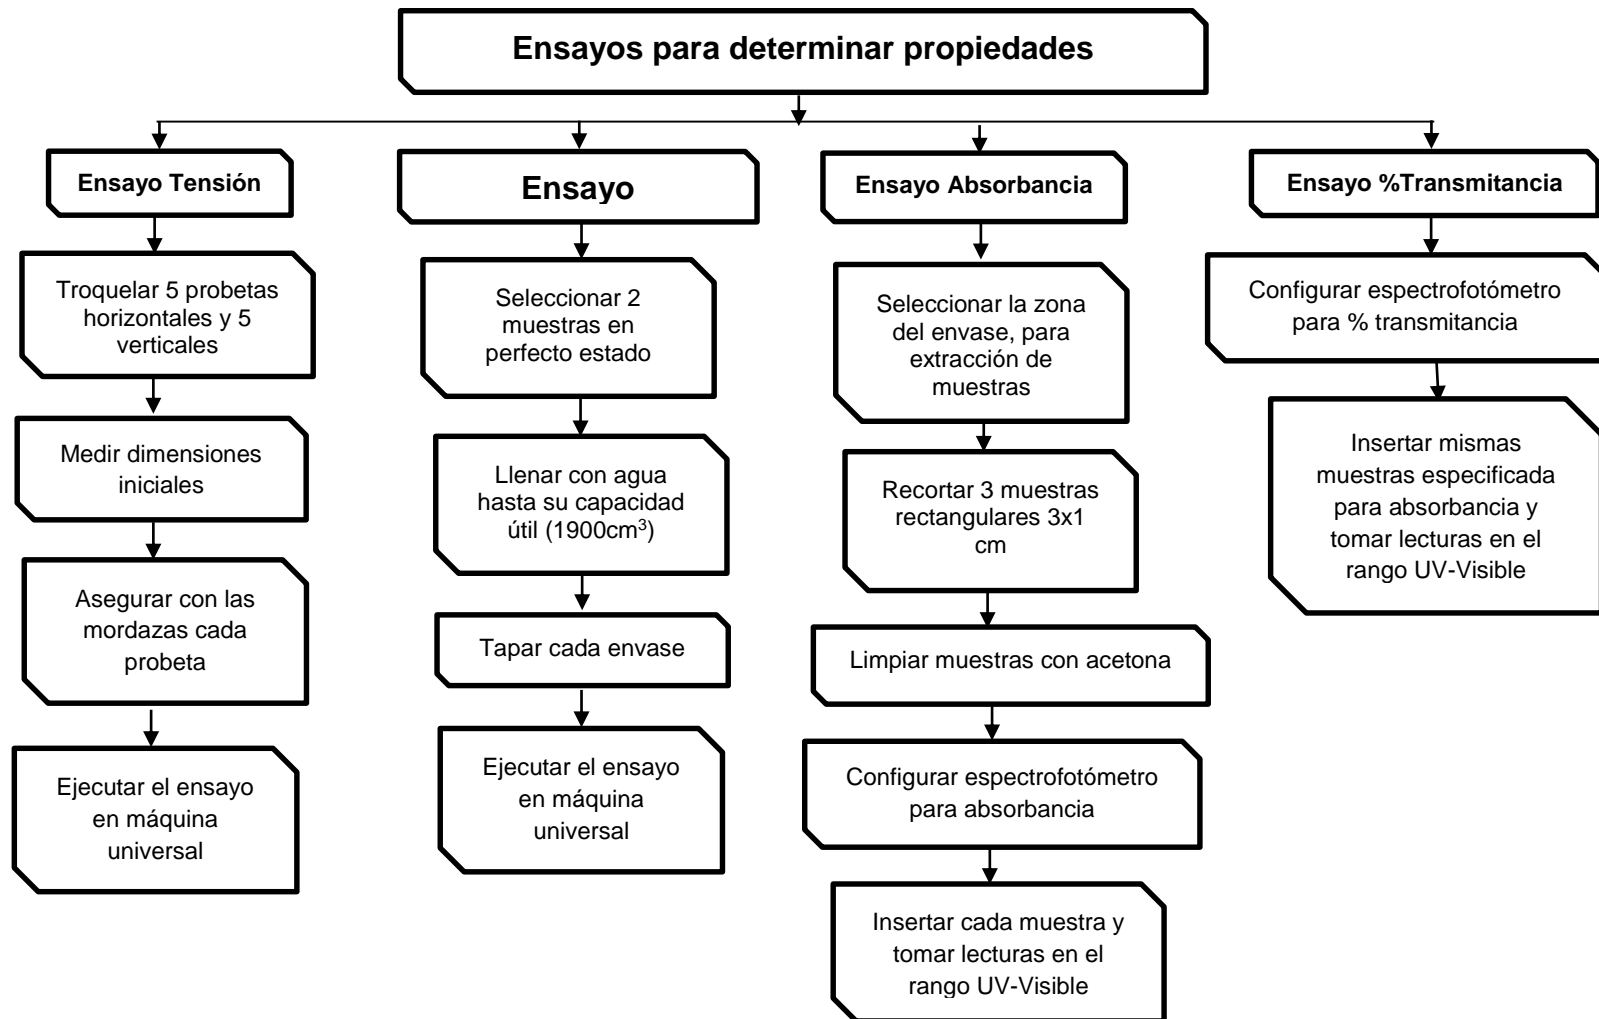 Ensayos para determinar propiedades
Ensayo Tensión
Ensayo
Ensayo Absorbancia
Ensayo %Transmitancia
Troquelar 5 probetas
horizontales y 5
verticales
Medir dimensiones
iniciales
Asegurar con las
mordazas cada
probeta
Ejecutar el ensayo
en máquina
universal
Seleccionar 2
muestras en
perfecto estado
Llenar con agua
hasta su capacidad
útil (1900cm³)
Tapar cada envase
Ejecutar el ensayo
en máquina
universal
Seleccionar la zona
del envase, para
extracción de
muestras
Recortar 3 muestras
rectangulares 3x1
cm
Limpiar muestras con acetona
Configurar espectrofotómetro
para absorbancia
Insertar cada muestra y
tomar lecturas en el
rango UV-Visible
Configurar espectrofotómetro
para % transmitancia
Insertar mismas
muestras especificada
para absorbancia y
tomar lecturas en el
rango UV-Visible